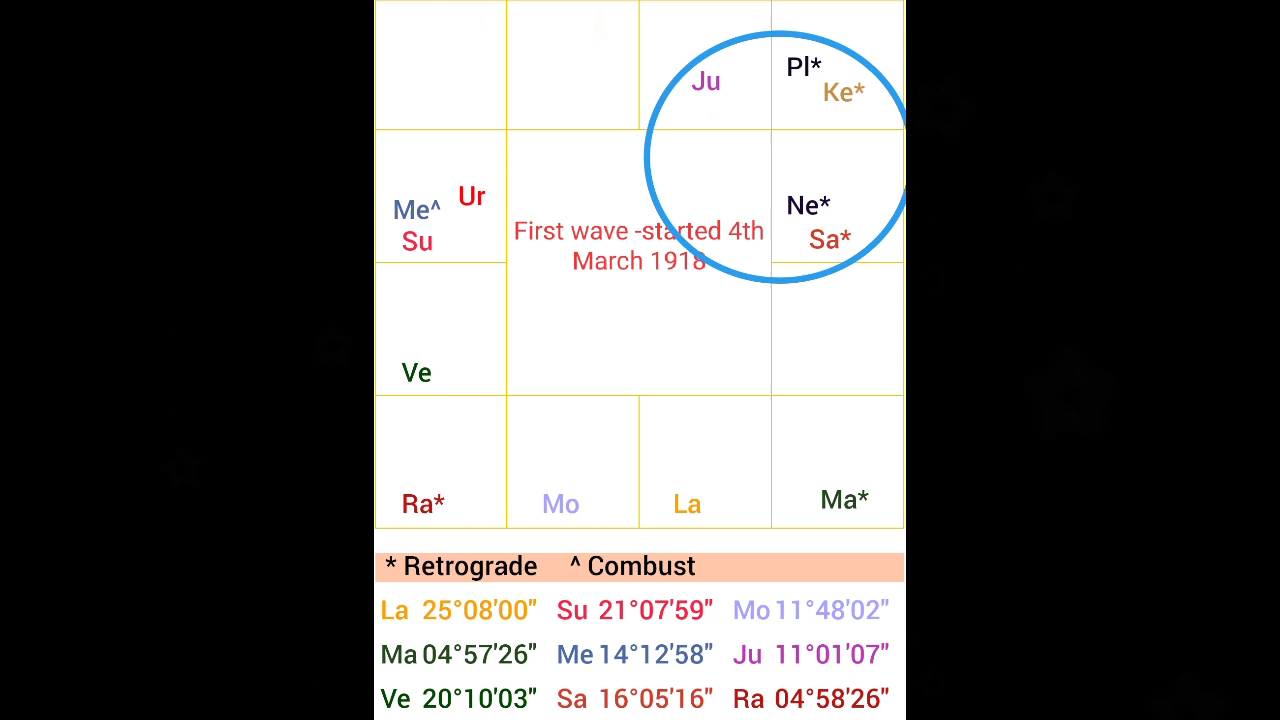 Ju
Pl*
Ke*
Me^
Ur
Su
Ne*
Sa*
First wave -started 4th
March 1918
Ve
Ra*
Mo
La
Ma*
* Retrograde ^ Combust
La 25°08'00" Su 21°07'59" Mo 11°48'02"
Ma 04°57'26" Me 14°12'58" Ju 11°01'07"
Ve 20°10'03" Sa 16°05'16" Ra 04°58'26"